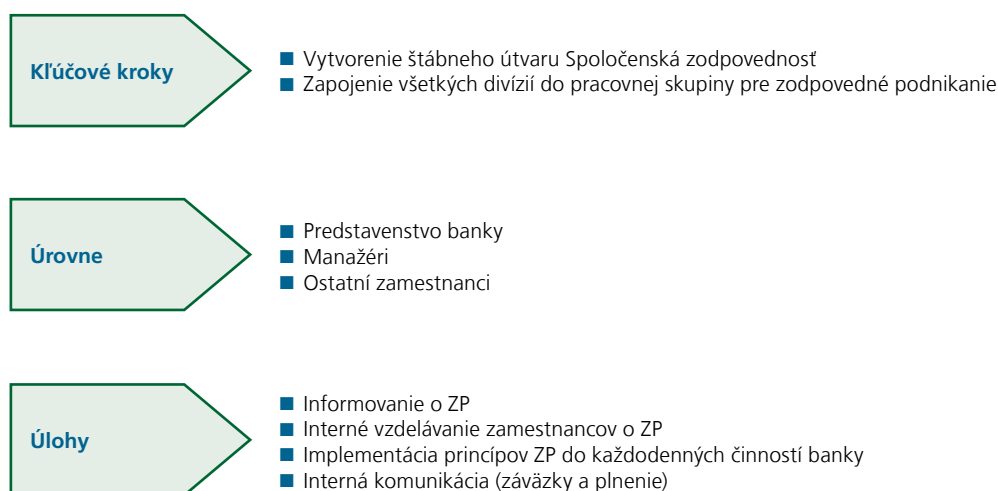 Kľúčové kroky
■ Vytvorenie štábneho útvaru Spoločenská zodpovednosť
■ Zapojenie všetkých divízií do pracovnej skupiny pre zodpovedné podnikanie
Úrovne
■ Predstavenstvo banky
■ Manažéri
■ Ostatní zamestnanci
Úlohy
■ Informovanie o ZP
■ Interné vzdelávanie zamestnancov o ZP
■ Implementácia princípov ZP do každodenných činností banky
■ Interná komunikácia (záväzky a plnenie)